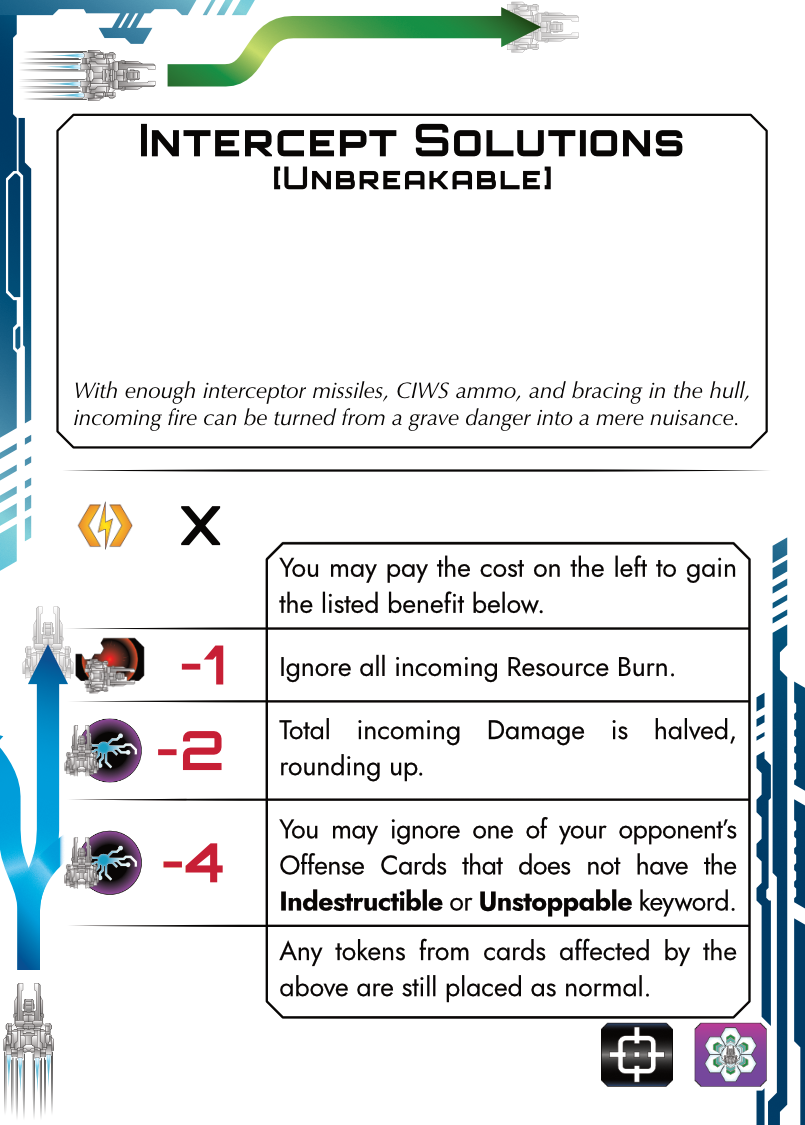 Intercept Solutions
[Unbreakable]
With enough interceptor missiles, CIWS ammo, and bracing in the hull,
incoming fire can be turned from a grave danger into a mere nuisance.
X
You may pay the cost on the left to gain
the listed benefit below.
-1
Ignore all incoming Resource Burn.
-2
Total incoming Damage is halved,
rounding up.
-4
You may ignore one of your opponent's
Offense Cards that does not have the
Indestructible or Unstoppable keyword.
Any tokens from cards affected by the
above are still placed as normal.